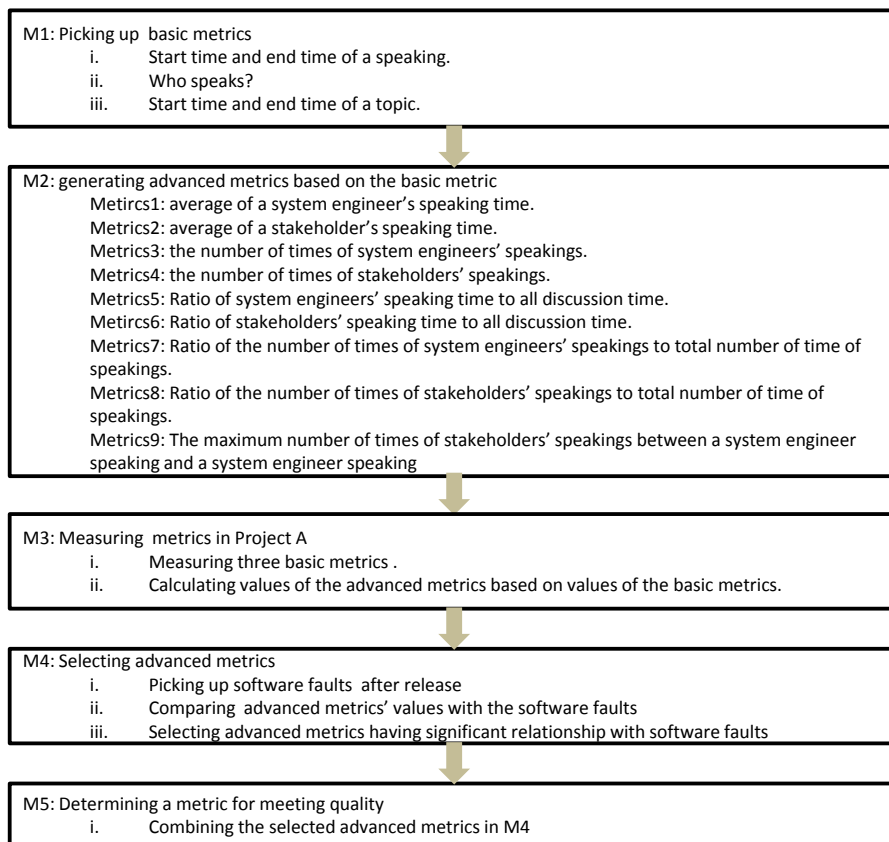 M1: Picking up basic metrics
i. Start time and end time of a speaking.
ii. Who speaks?
iii. Start time and end time of a topic.
M2: generating advanced metrics based on the basic metric
Metircs1: average of a system engineer's speaking time.
Metrics2: average of a stakeholder's speaking time.
Metrics3: the number of times of system engineers' speakings.
Metrics4: the number of times of stakeholders' speakings.
Metrics5: Ratio of system engineers' speaking time to all discussion time.
Metircs6: Ratio of stakeholders' speaking time to all discussion time.
Metrics7: Ratio of the number of times of system engineers' speakings to total number of time of
speakings.
Metrics8: Ratio of the number of times of stakeholders' speakings to total number of time of
speakings.
Metrics9: The maximum number of times of stakeholders' speakings between a system engineer
speaking and a system engineer speaking
M3: Measuring metrics in Project A
i. Measuring three basic metrics .
ii. Calculating values of the advanced metrics based on values of the basic metrics.
M4: Selecting advanced metrics
i. Picking up software faults after release
ii. Comparing advanced metrics' values with the software faults
iii. Selecting advanced metrics having significant relationship with software faults
M5: Determining a metric for meeting quality
i. Combining the selected advanced metrics in M4